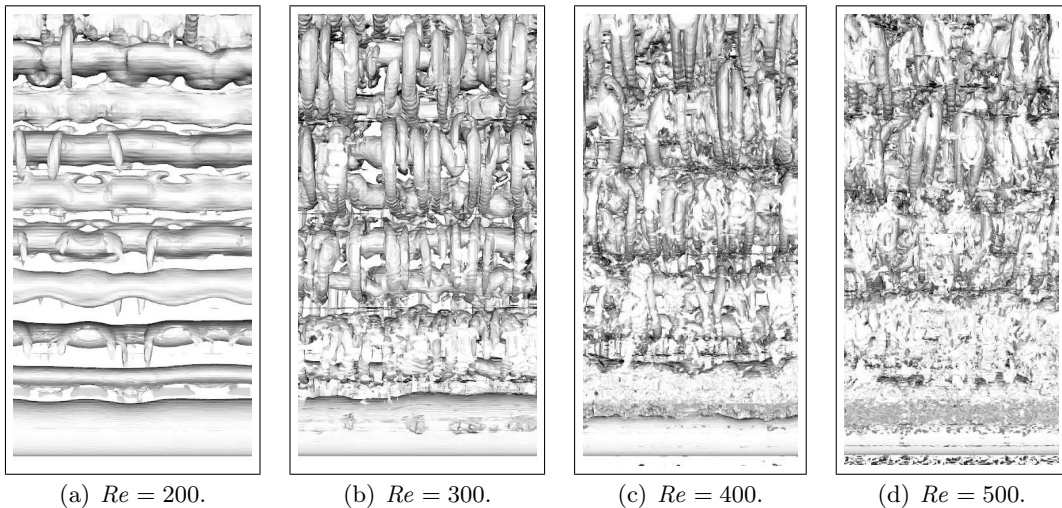 (a) Re = 200.
(b) Re = 300.
(c) Re = 400.
(d) Re = 500.